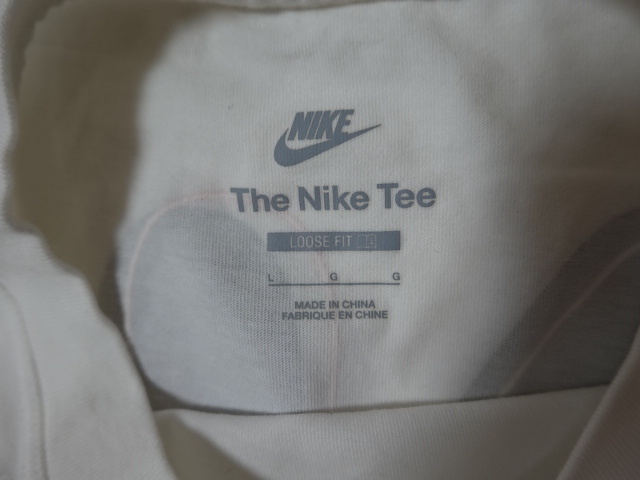 NIKE
The Nike Tee
LOOSE FIT
L G G
MADE IN CHINA
FABRIQUE EN CHINE